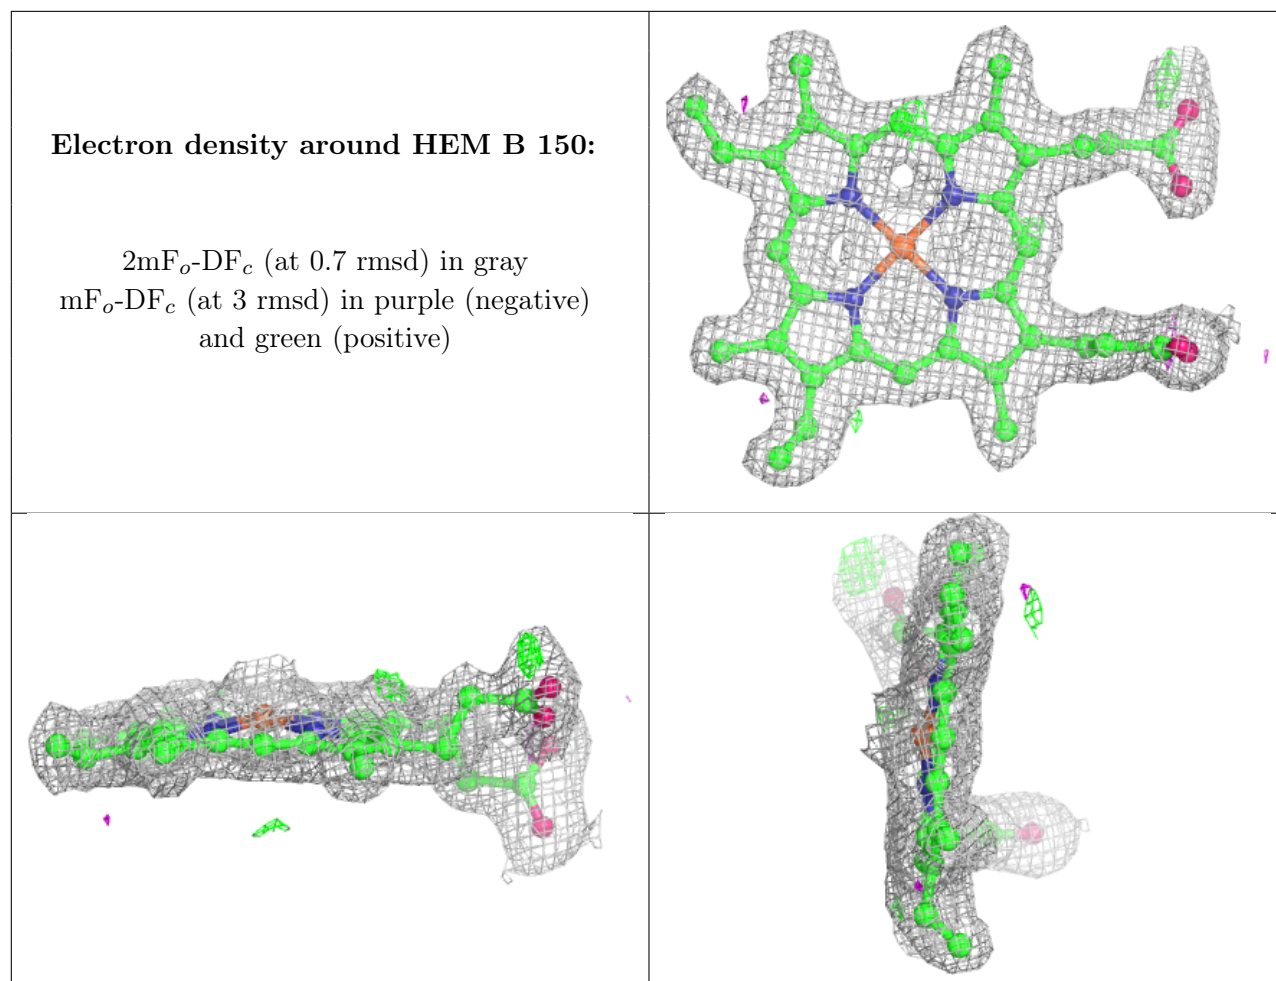 Electron density around HEM B 150:
2mFo-DFc (at 0.7 rmsd) in gray
mFo-DFc (at 3 rmsd) in purple (negative)
and green (positive)